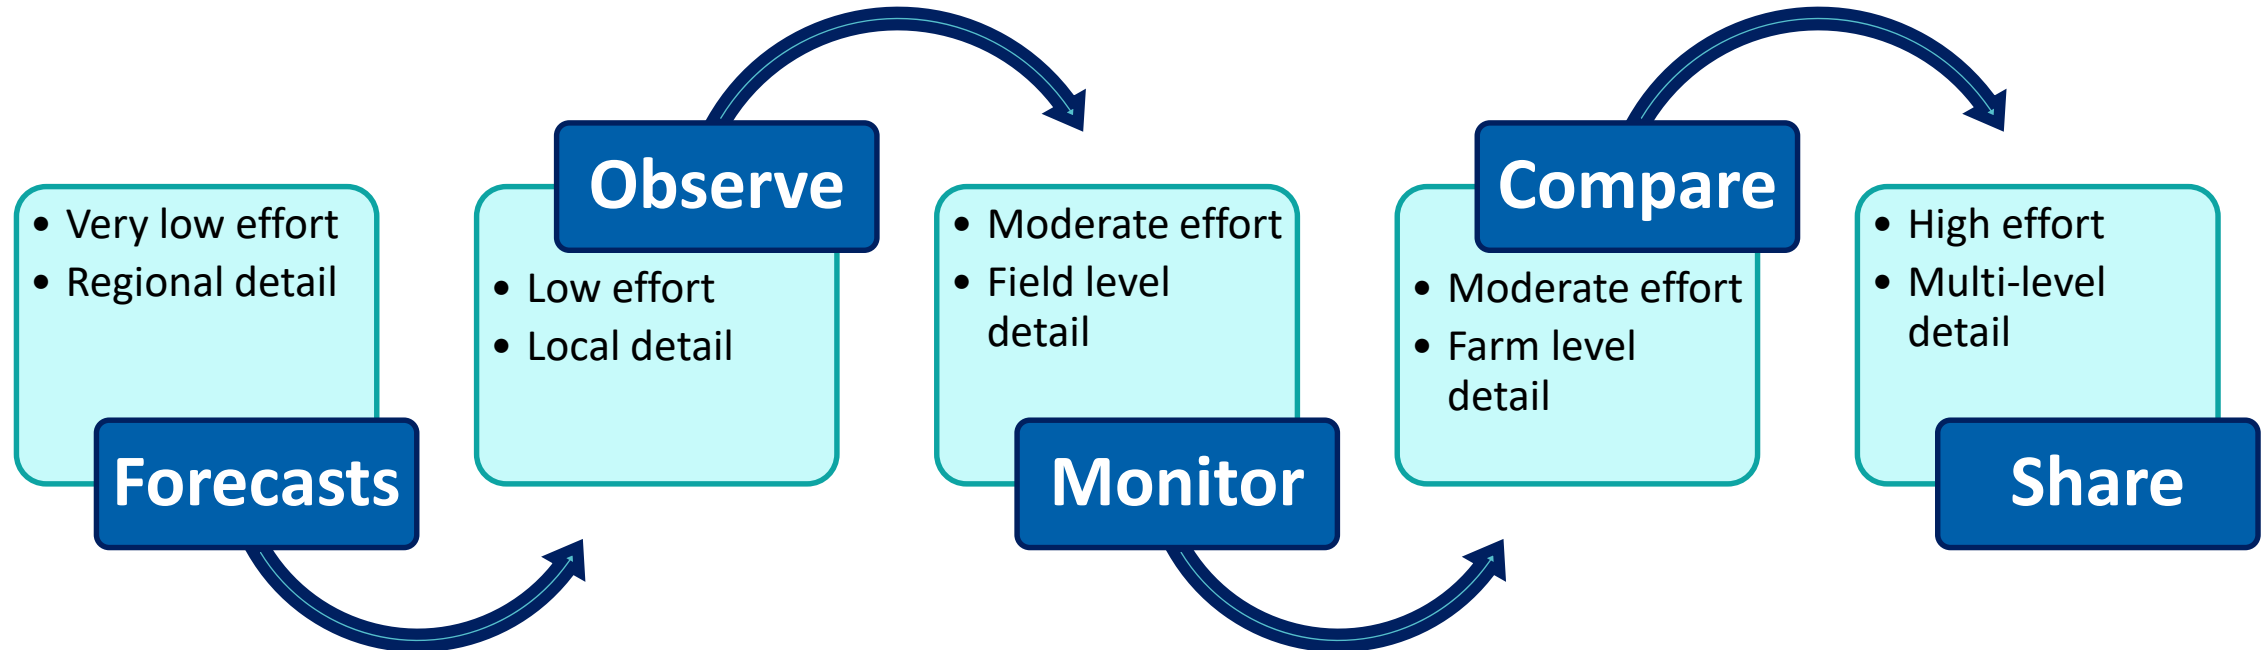 • Very low effort
• Regional detail
Forecasts
Observe
• Low effort
• Local detail
• Moderate effort
• Field level
detail
Monitor
Compare
• Moderate effort
• Farm level
detail
• High effort
• Multi-level
detail
Share